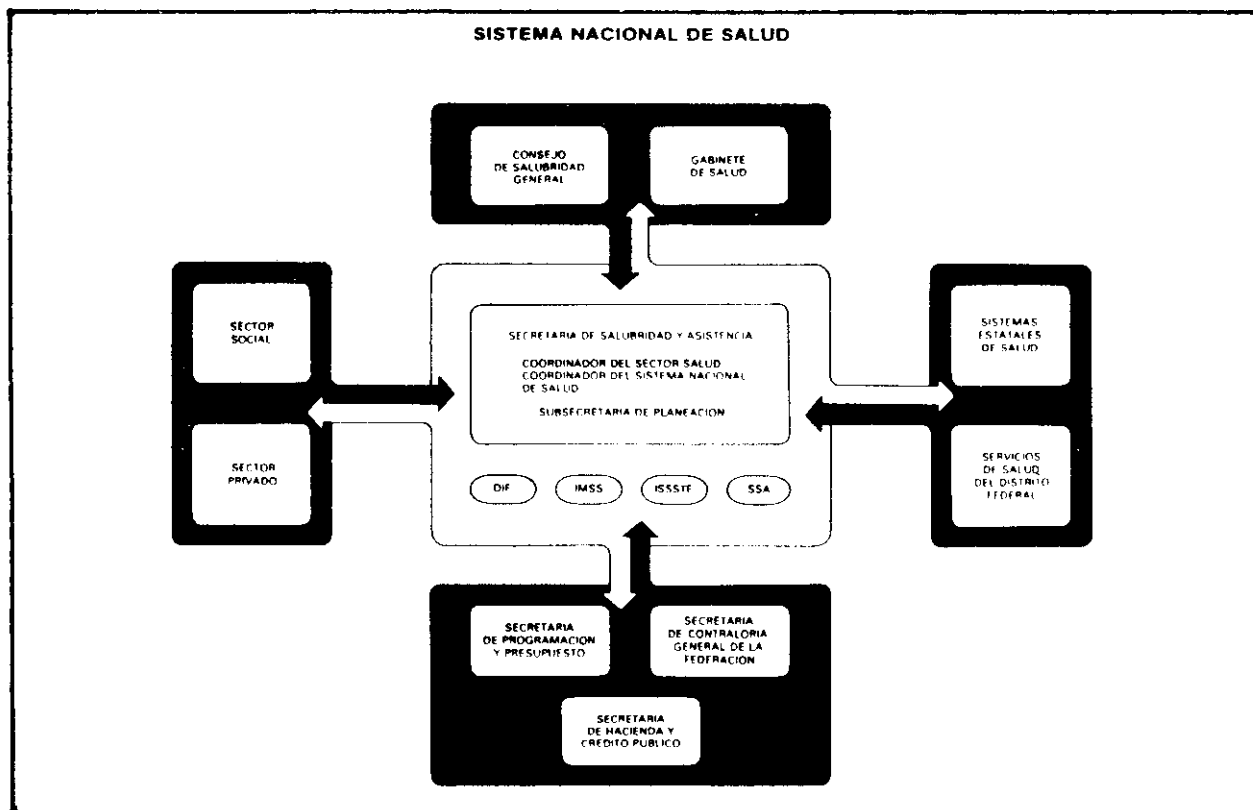 SISTEMA NACIONAL DE SALUD
CONSEJO
DE SALUBRIDAD
GENERAL
GABINETE
DE SALUD
SECTOR
SOCIAL
SECTOR
PRIVADO
SECRETARIA DE SALUBRIDAD Y ASISTENCIA
COORDINADOR DEL SECTOR SALUD
COORDINADOR DEL SISTEMA NACIONAL
DE SALUD
SUBSECRETARIA DE PLANEACION
DIF
IMSS
ISSSTE
SSA
SISTEMAS
ESTATALES
DE SALUD
SERVICIOS
DE SALUD
DEL DISTRITO
FEDERAL
SECRETARIA
DE PROGRAMACION
Y PRESUPUESTO
SECRETARIA
DE CONTRALORIA
GENERAL DE LA
FEDERACION
SECRETARIA
DE HACIENDA Y
CREDITO PUBLICO